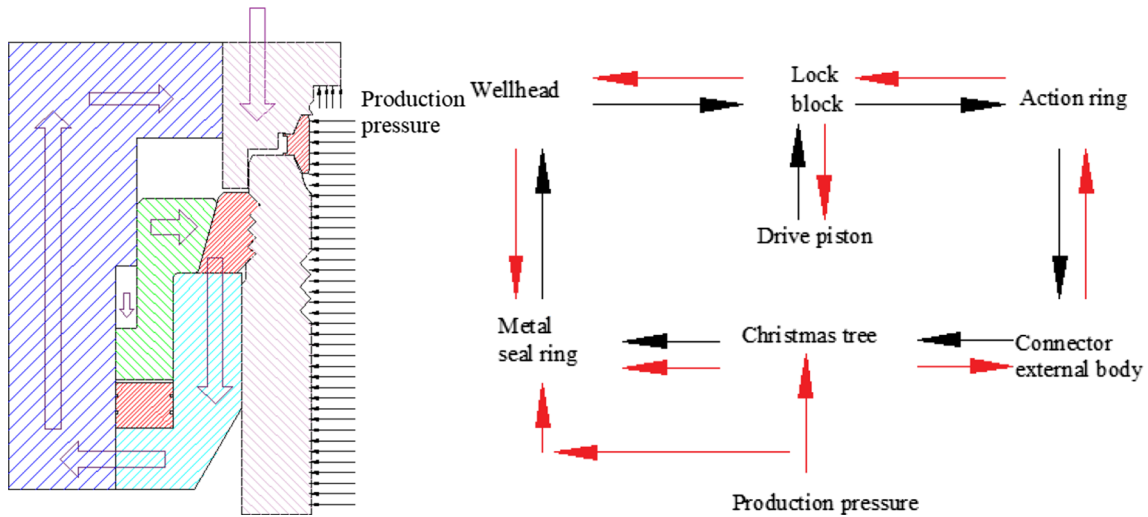 Production
pressure
Wellhead
Lock
block
Action ring
Drive piston
Metal
seal ring
Christmas tree
Connector
external body
Production pressure